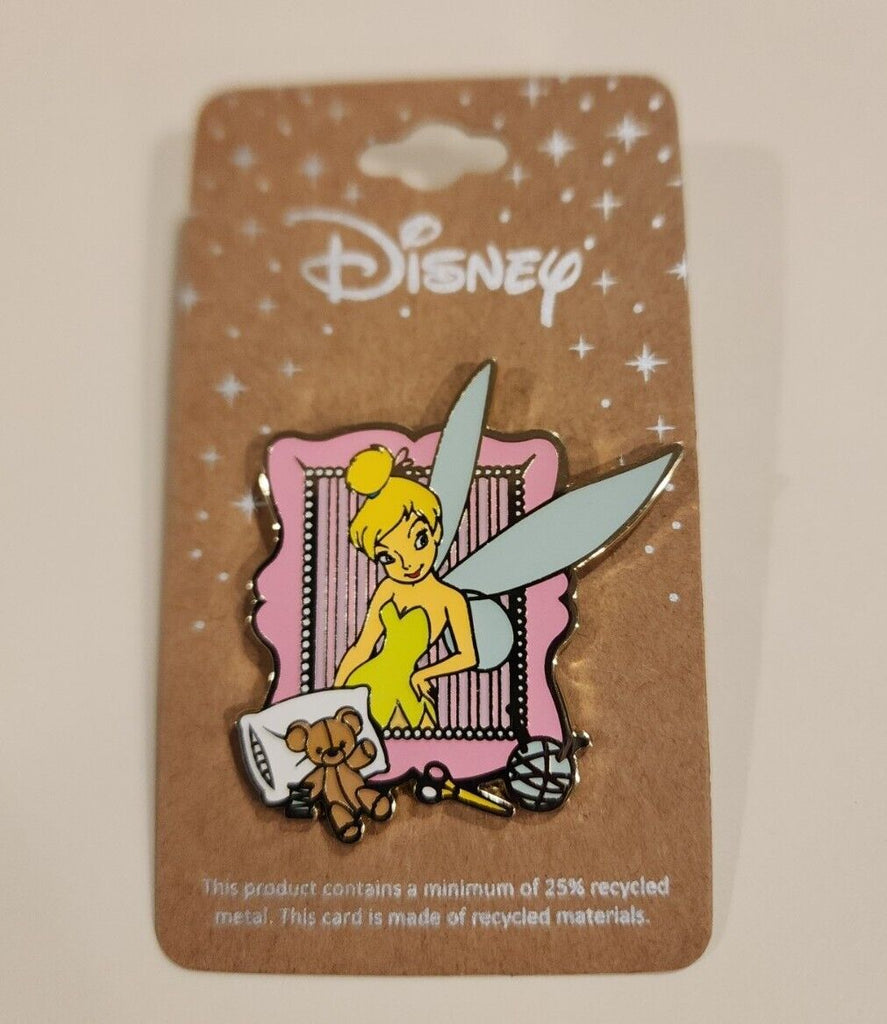 Disney
This product contains a minimum of 25% recycled
metal. This card is made of recycled materials.